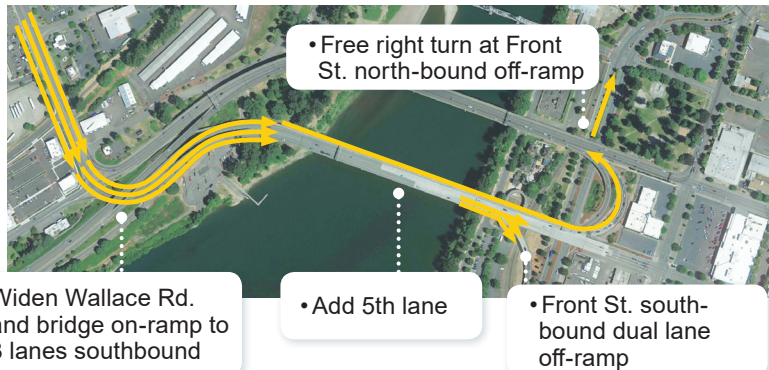 • Free right turn at Front
St. north-bound off-ramp
Widen Wallace Rd.
and bridge on-ramp to
3 lanes southbound
• Add 5th lane
• Front St. south-
bound dual lane
off-ramp